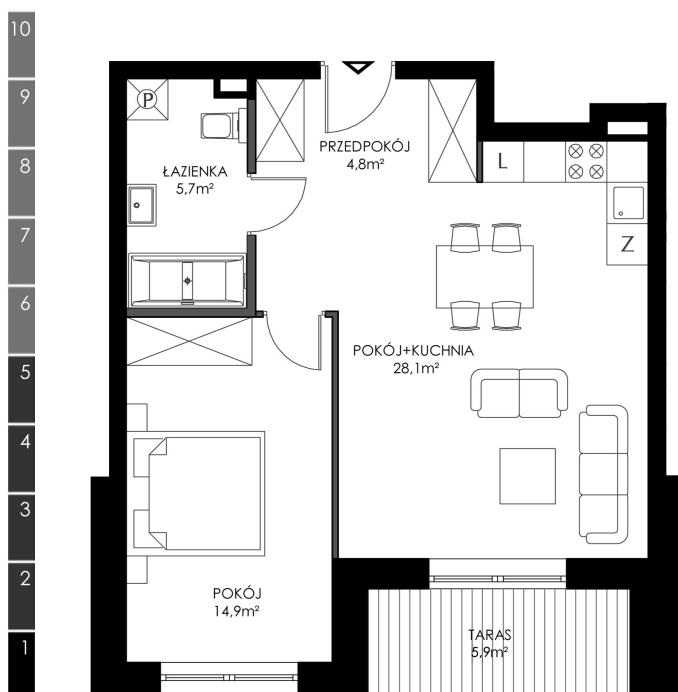 10
9
8
7
6
5
4
3
2
1
P
PRZEDPOKÓJ
4,8m²
ŁAZIENKA
5,7m²
L
Z
POKÓJ+KUCHNIA
28,1m²
POKÓJ
14,9m²
TARAS
5,9m²